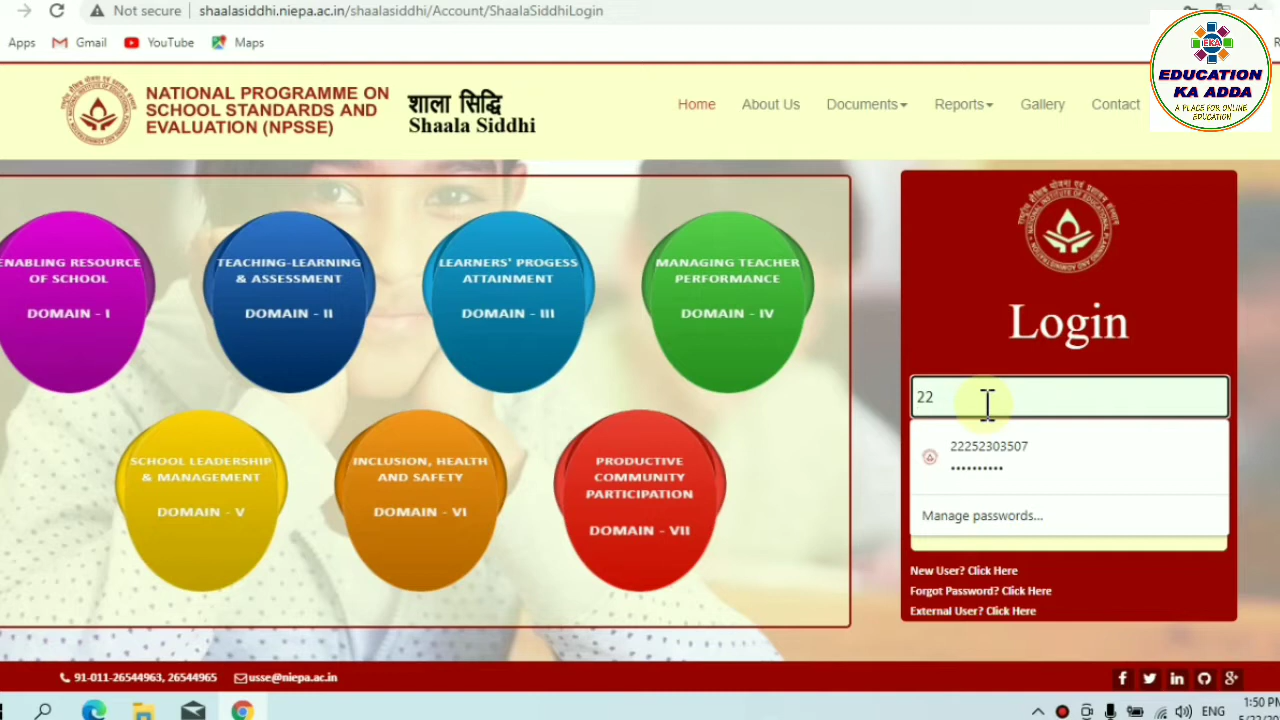 Not secure
shaalasiddhi.niepa.ac.in/shaalasiddhi/Account/ShaalaSiddhiLogin
Apps
Gmail
YouTube
Maps
NATIONAL PROGRAMME ON
SCHOOL STANDARDS AND
EVALUATION (NPSSE)
शाला सिद्धि
Shaala Siddhi
Home
About Us
Documents
Reports
Gallery
Contact
EKA
EDUCATION
KA ADDA
A PLACE FOR ONLINE
EDUCATION
ENABLING RESOURCE
OF SCHOOL
DOMAIN - I
TEACHING-LEARNING
& ASSESSMENT
DOMAIN - II
LEARNERS' PROGESS
ATTAINMENT
DOMAIN - III
MANAGING TEACHER
PERFORMANCE
DOMAIN - IV
SCHOOL LEADERSHIP
& MANAGEMENT
DOMAIN - V
INCLUSION, HEALTH
AND SAFETY
DOMAIN - VI
PRODUCTIVE
COMMUNITY
PARTICIPATION
DOMAIN - VII
Login
22
22252303507
••••••••••
Manage passwords...
New User? Click Here
Forgot Password? Click Here
External User? Click Here
91-011-26544963, 26544965
usse@niepa.ac.in
ENG
1:50 PM